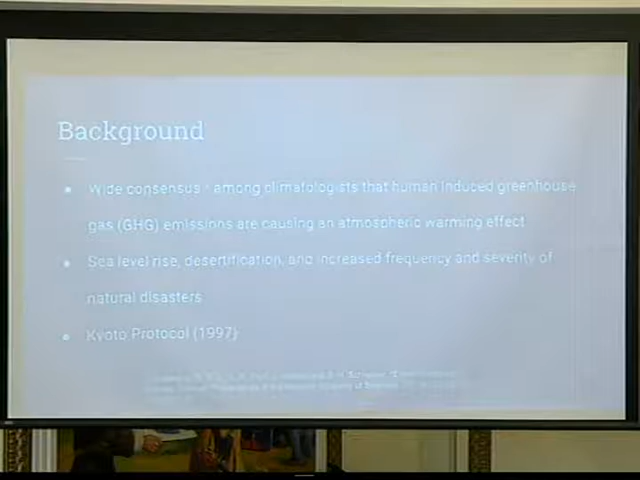 Background
• Wide consensus among climatologists that human induced greenhouse
gas (GHG) emissions are causing an atmospheric warming effect
• Sea level rise, desertification, and increased frequency and severity of
natural disasters
• Kyoto Protocol (1997)